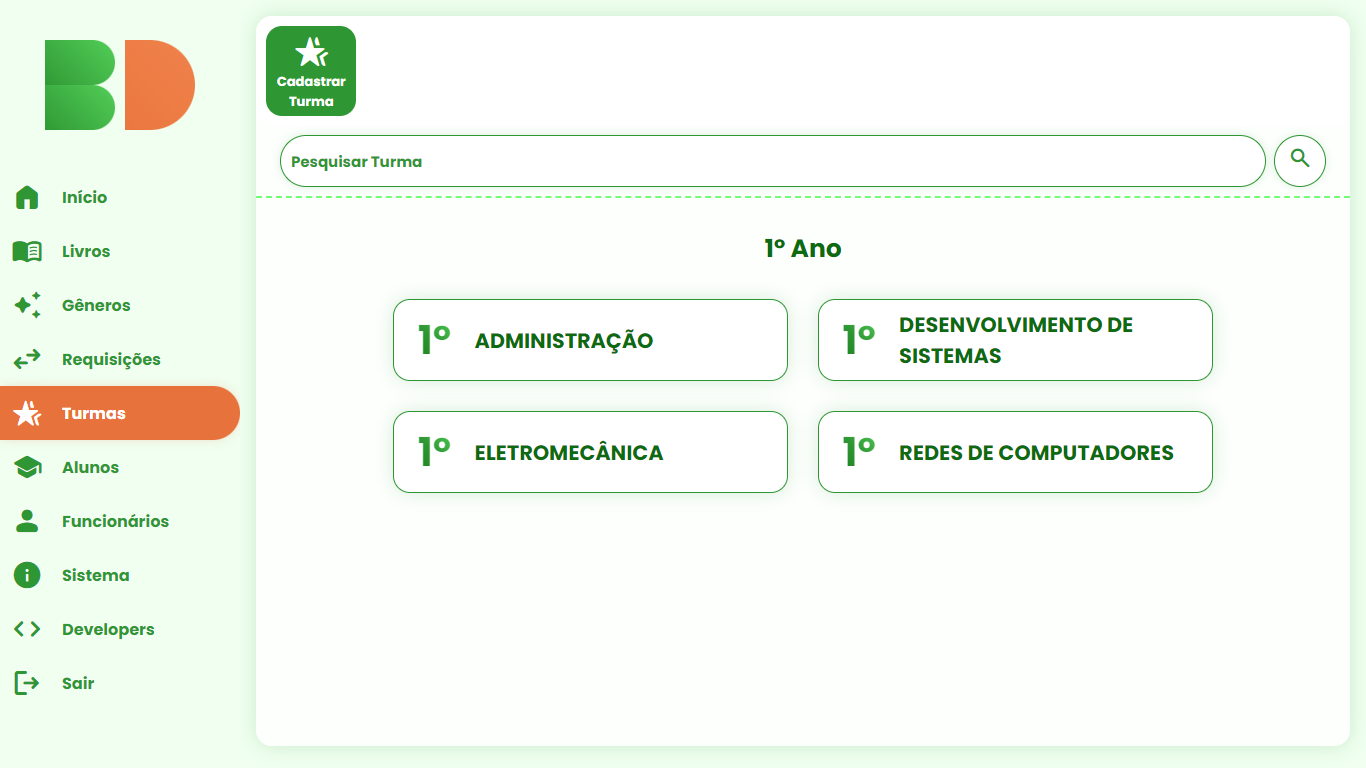 BD
Início
Livros
Gêneros
Requisições
Turmas
Alunos
Funcionários
Sistema
Developers
Sair
Cadastrar
Turma
Pesquisar Turma
1º Ano
1º ADMINISTRAÇÃO
1º DESENVOLVIMENTO DE
SISTEMAS
1º ELETROMECÂNICA
1º REDES DE COMPUTADORES